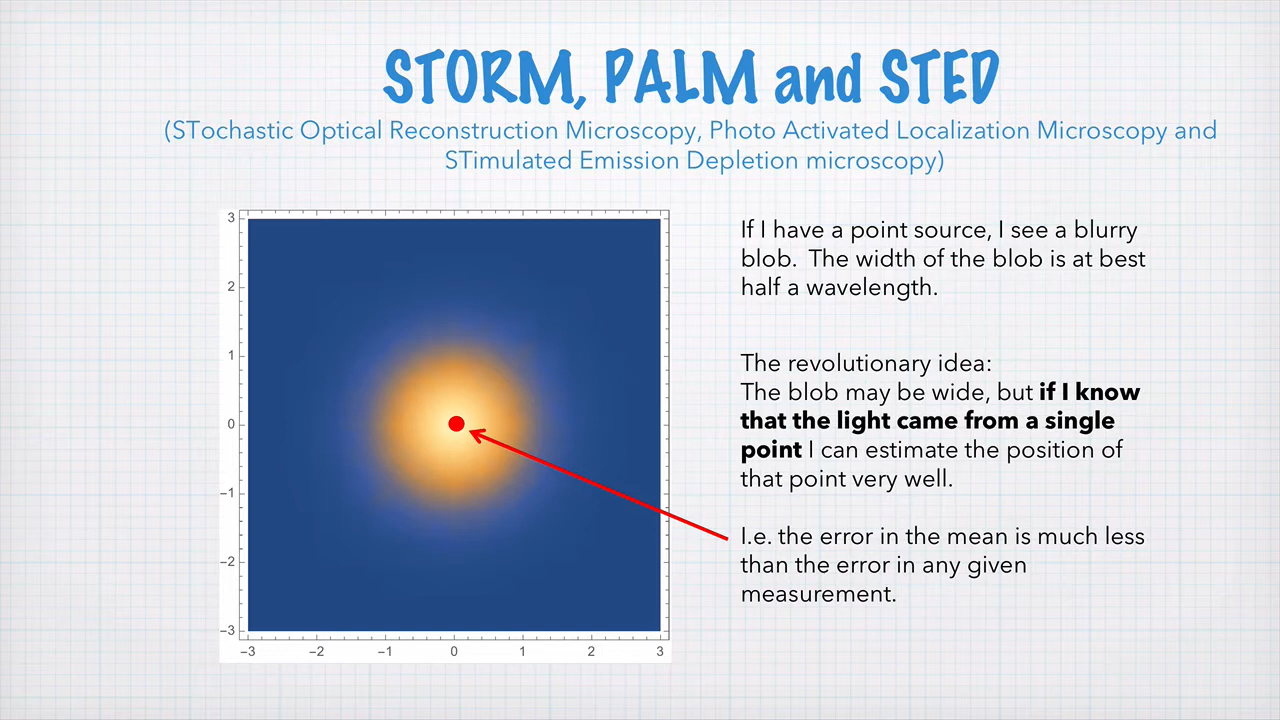 STORM, PALM and STED
(STochastic Optical Reconstruction Microscopy, Photo Activated Localization Microscopy and
STimulated Emission Depletion microscopy)
3
2
1
0
−1
−2
−3
−3 −2 −1 0 1 2 3
If I have a point source, I see a blurry
blob. The width of the blob is at best
half a wavelength.
The revolutionary idea:
The blob may be wide, but if I know
that the light came from a single
point I can estimate the position of
that point very well.
I.e. the error in the mean is much less
than the error in any given
measurement.